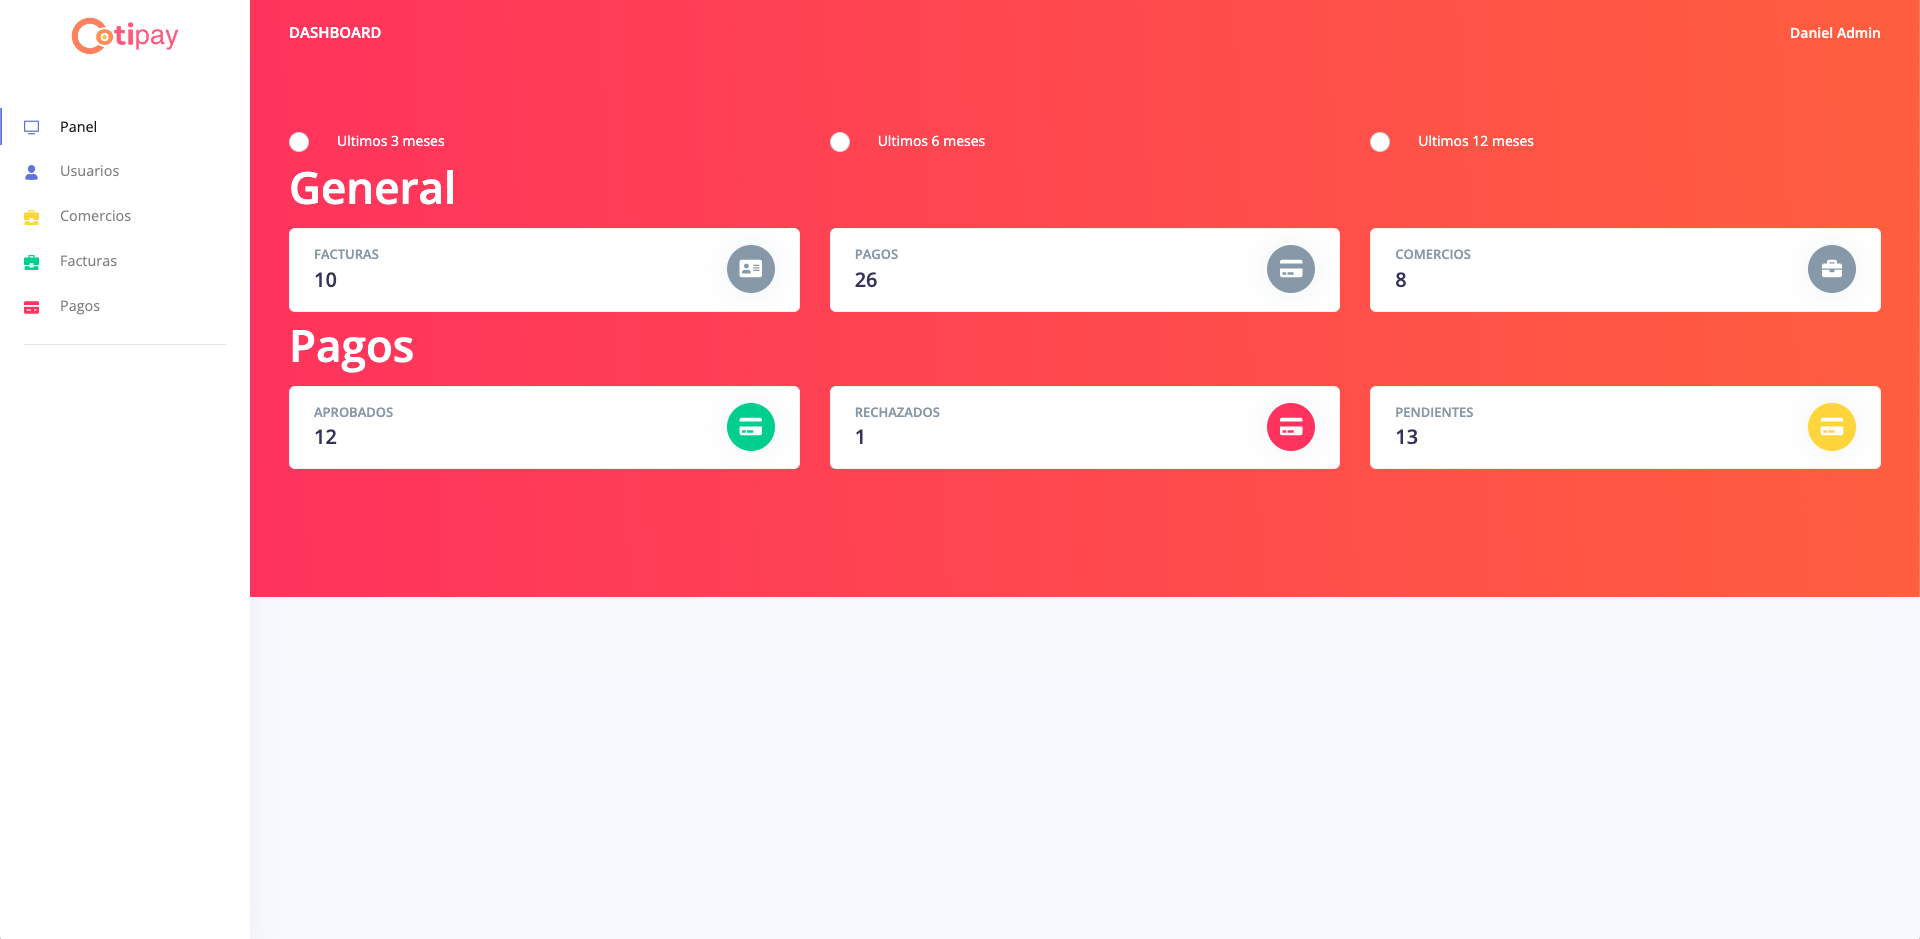 Cotipay
DASHBOARD
Daniel Admin
Panel
Usuarios
Comercios
Facturas
Pagos
Ultimos 3 meses
Ultimos 6 meses
Ultimos 12 meses
General
FACTURAS
10
PAGOS
26
COMERCIOS
8
Pagos
APROBADOS
12
RECHAZADOS
1
PENDIENTES
13